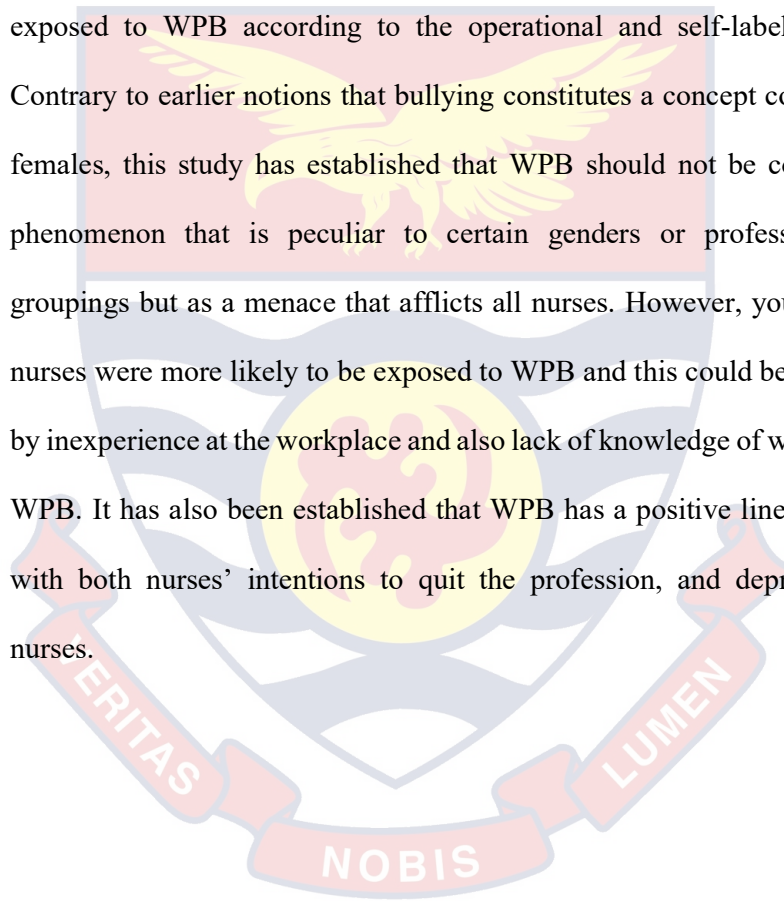 exposed to WPB according to the operational and self-label
Contrary to earlier notions that bullying constitutes a concept co
females, this study has established that WPB should not be co
phenomenon that is peculiar to certain genders or profess
groupings but as a menace that afflicts all nurses. However, you
nurses were more likely to be exposed to WPB and this could be
by inexperience at the workplace and also lack of knowledge of w
WPB. It has also been established that WPB has a positive line
with both nurses’ intentions to quit the profession, and depr
nurses.
VERITAS
NOBIS
LUMEN